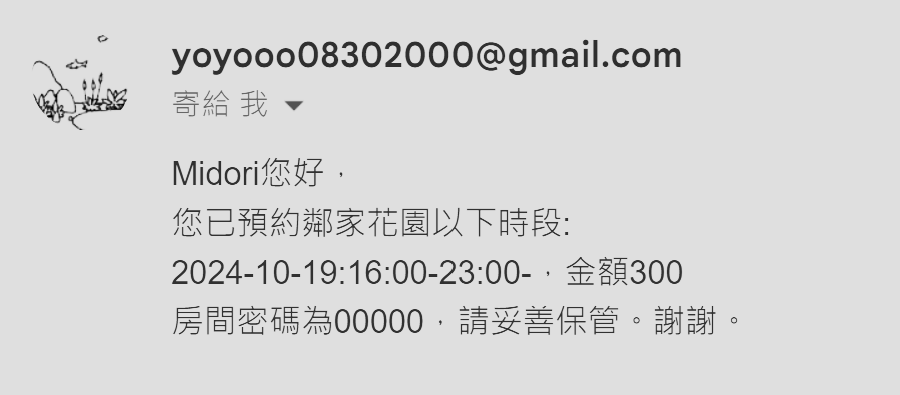 yoyooo08302000@gmail.com
寄給 我
Midori您好，
您已預約鄰家花園以下時段:
2024-10-19:16:00-23:00-，金額300
房間密碼為00000，請妥善保管。謝謝。